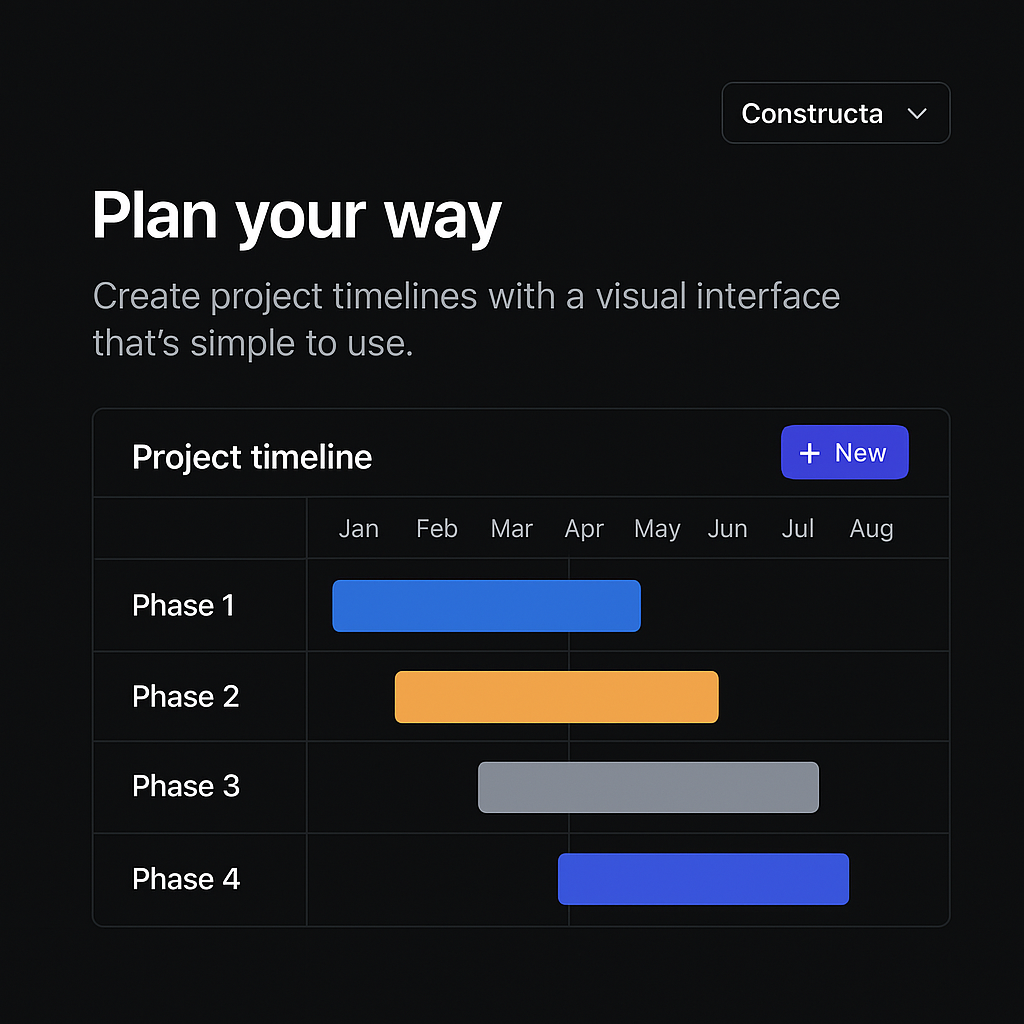 Constructa
Plan your way
Create project timelines with a visual interface
that’s simple to use.
Project timeline
+ New
Jan Feb Mar Apr May Jun Jul Aug
Phase 1
Phase 2
Phase 3
Phase 4